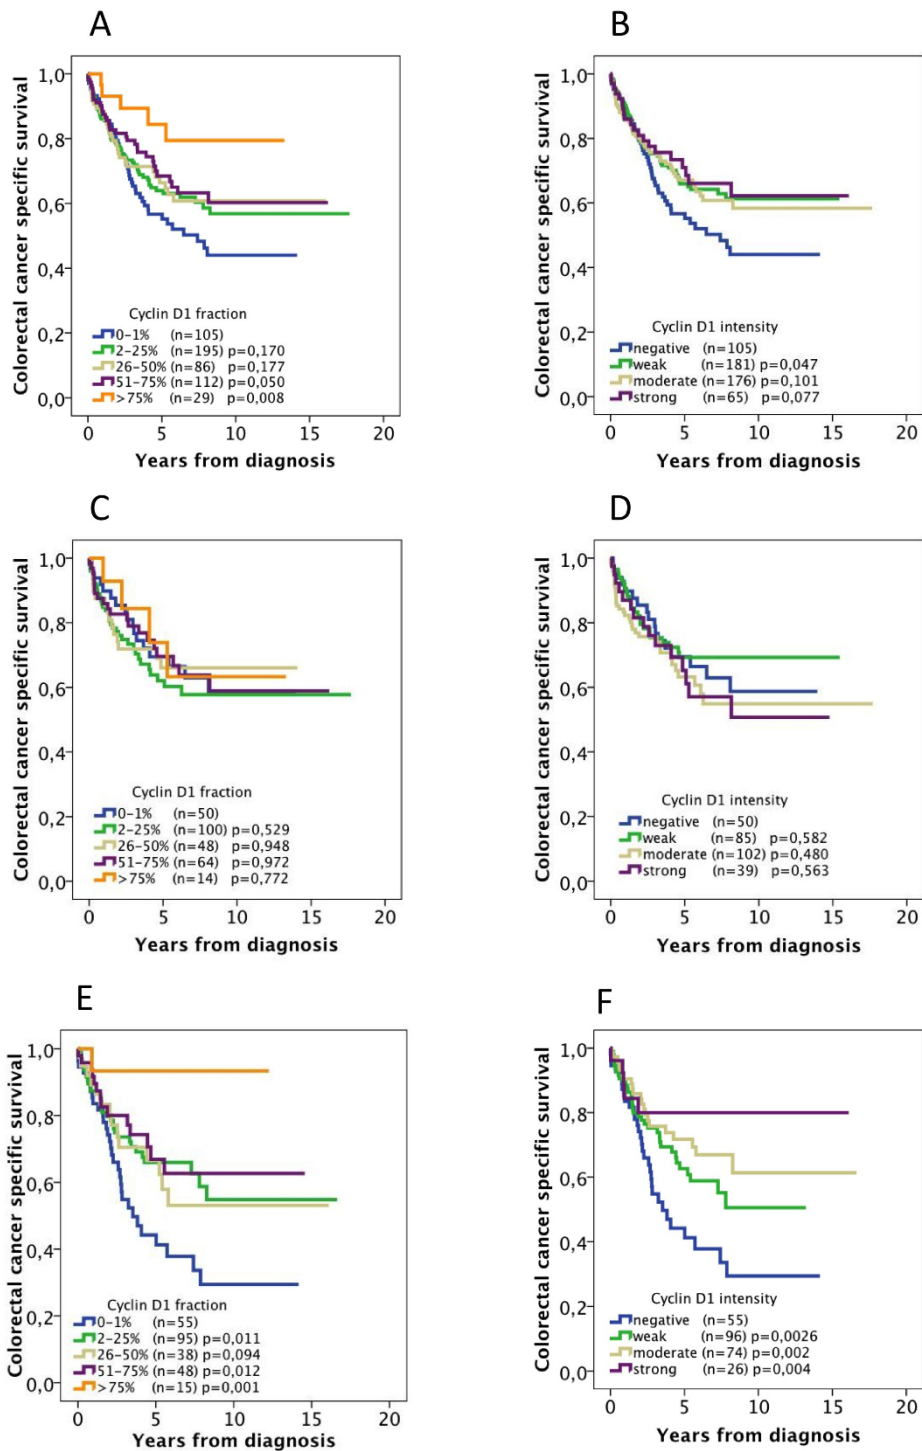 A
Colorectal cancer specific survival
1,0
0,8
0,6
0,4
0,2
0,0
Cyclin D1 fraction
0-1% (n=105)
2-25% (n=195) p=0,170
26-50% (n=86) p=0,177
51-75% (n=112) p=0,050
>75% (n=29) p=0,008
0 5 10 15 20
Years from diagnosis
B
Colorectal cancer specific survival
1,0
0,8
0,6
0,4
0,2
0,0
Cyclin D1 intensity
negative (n=105)
weak (n=181) p=0,047
moderate (n=176) p=0,101
strong (n=65) p=0,077
0 5 10 15 20
Years from diagnosis
C
Colorectal cancer specific survival
1,0
0,8
0,6
0,4
0,2
0,0
Cyclin D1 fraction
0-1% (n=50)
2-25% (n=100) p=0,529
26-50% (n=48) p=0,948
51-75% (n=64) p=0,972
>75% (n=14) p=0,772
0 5 10 15 20
Years from diagnosis
D
Colorectal cancer specific survival
1,0
0,8
0,6
0,4
0,2
0,0
Cyclin D1 intensity
negative (n=50)
weak (n=85) p=0,582
moderate (n=102) p=0,480
strong (n=39) p=0,563
0 5 10 15 20
Years from diagnosis
E
Colorectal cancer specific survival
1,0
0,8
0,6
0,4
0,2
0,0
Cyclin D1 fraction
0-1% (n=55)
2-25% (n=95) p=0,011
26-50% (n=38) p=0,094
51-75% (n=48) p=0,012
>75% (n=15) p=0,001
0 5 10 15 20
Years from diagnosis
F
Colorectal cancer specific survival
1,0
0,8
0,6
0,4
0,2
0,0
Cyclin D1 intensity
negative (n=55)
weak (n=96) p=0,0026
moderate (n=74) p=0,002
strong (n=26) p=0,004
0 5 10 15 20
Years from diagnosis